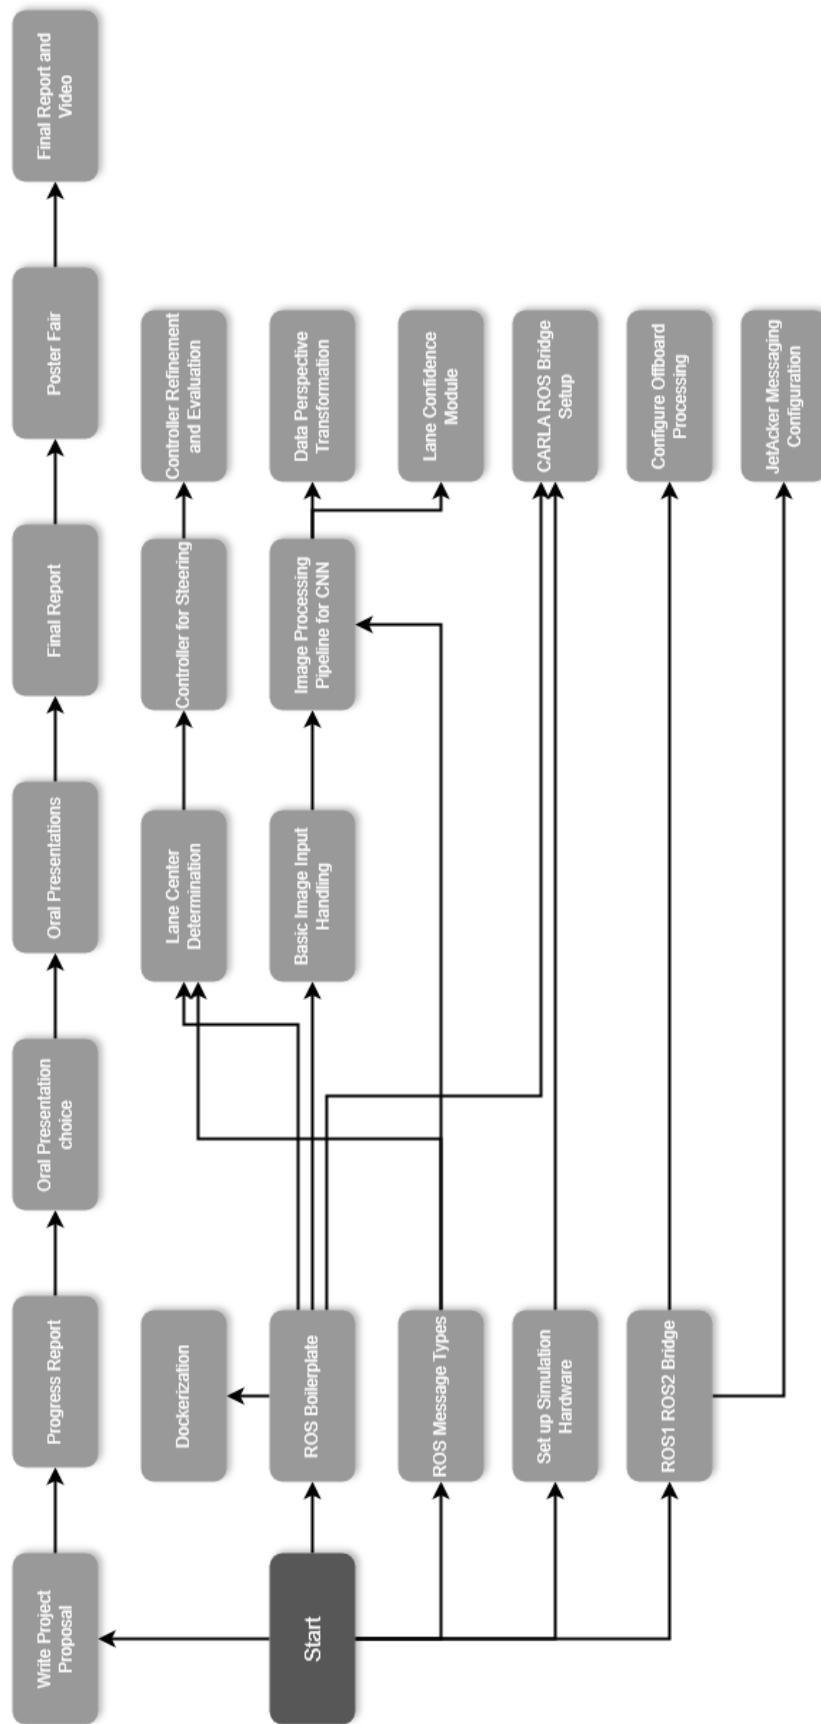 Write Project
Proposal
Progress Report
Oral Presentation
choice
Oral Presentations
Final Report
Poster Fair
Final Report and
Video
Dockerization
Lane Center
Determination
Controller for Steering
Controller Refinement
and Evaluation
Start
ROS Boilerplate
Basic Image Input
Handling
Image Processing
Pipeline for CNN
Data Perspective
Transformation
ROS Message Types
Lane Confidence
Module
Set up Simulation
Hardware
CARLA ROS Bridge
Setup
ROS1 ROS2 Bridge
Configure Offboard
Processing
JetAcker Messaging
Configuration